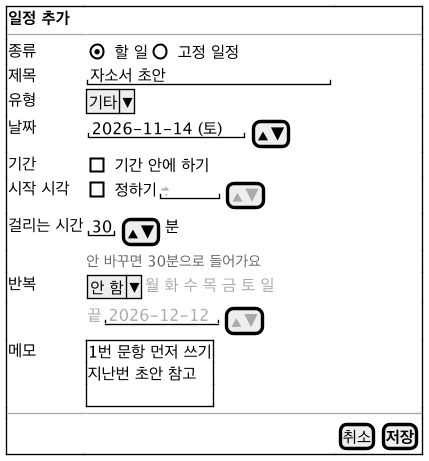 일정 추가
종류 할 일 고정 일정
제목 자소서 초안
유형 기타 ▼
날짜 2026-11-14 (토) ▲▼
기간 기간 안에 하기
시작 시각 정하기 -:- ▲▼
걸리는 시간 30 ▲▼ 분
안 바꾸면 30분으로 들어가요
반복 안 함 ▼ 월 화 수 목 금 토 일
끝 2026-12-12 ▲▼
메모 1번 문항 먼저 쓰기
지난번 초안 참고
취소 저장